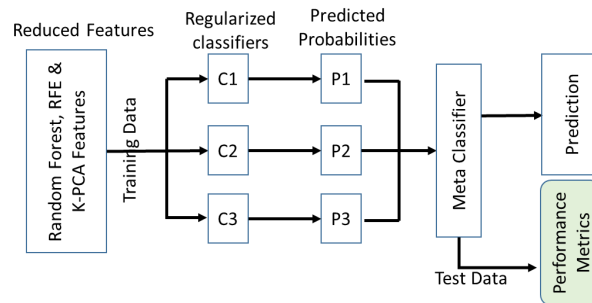 Reduced Features
Regularized
classifiers
Predicted
Probabilities
Random Forest, RFE &
K-PCA Features
Training Data
C1
C2
C3
P1
P2
P3
Meta Classifier
Prediction
Test Data
Performance
Metrics